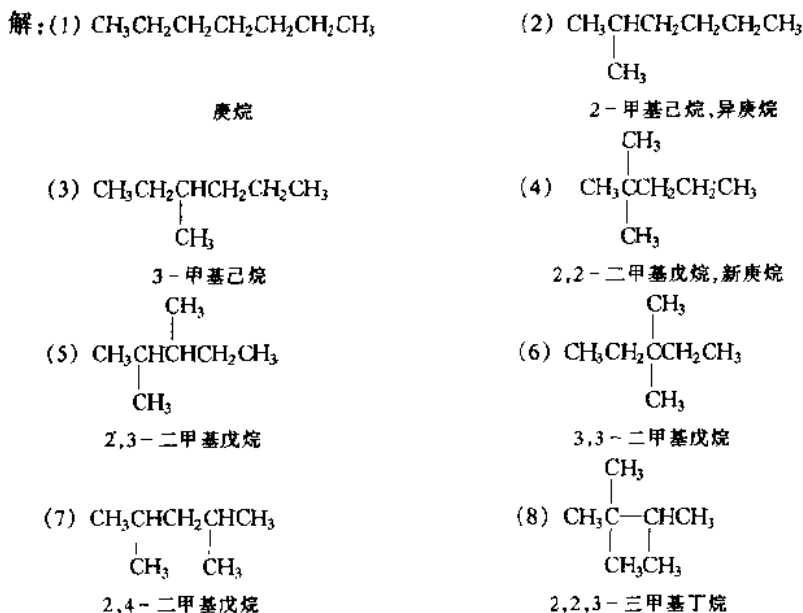 解:(1) CH₃CH₂CH₂CH₂CH₂CH₂CH₃
庚烷
(2) CH₃CHCH₂CH₂CH₂CH₃
CH₃
2-甲基己烷,异庚烷
(3) CH₃CH₂CHCH₂CH₂CH₃
CH₃
3-甲基己烷
CH₃
(4) CH₃CCH₂CH₂CH₃
CH₃
2,2-二甲基戊烷,新庚烷
CH₃
(5) CH₃CHCHCH₂CH₃
CH₃
2,3-二甲基戊烷
CH₃
(6) CH₃CH₂CCH₂CH₃
CH₃
3,3-二甲基戊烷
(7) CH₃CHCH₂CHCH₃
CH₃ CH₃
2,4-二甲基戊烷
CH₃
(8) CH₃C—CHCH₃
CH₃CH₃
2,2,3-三甲基丁烷